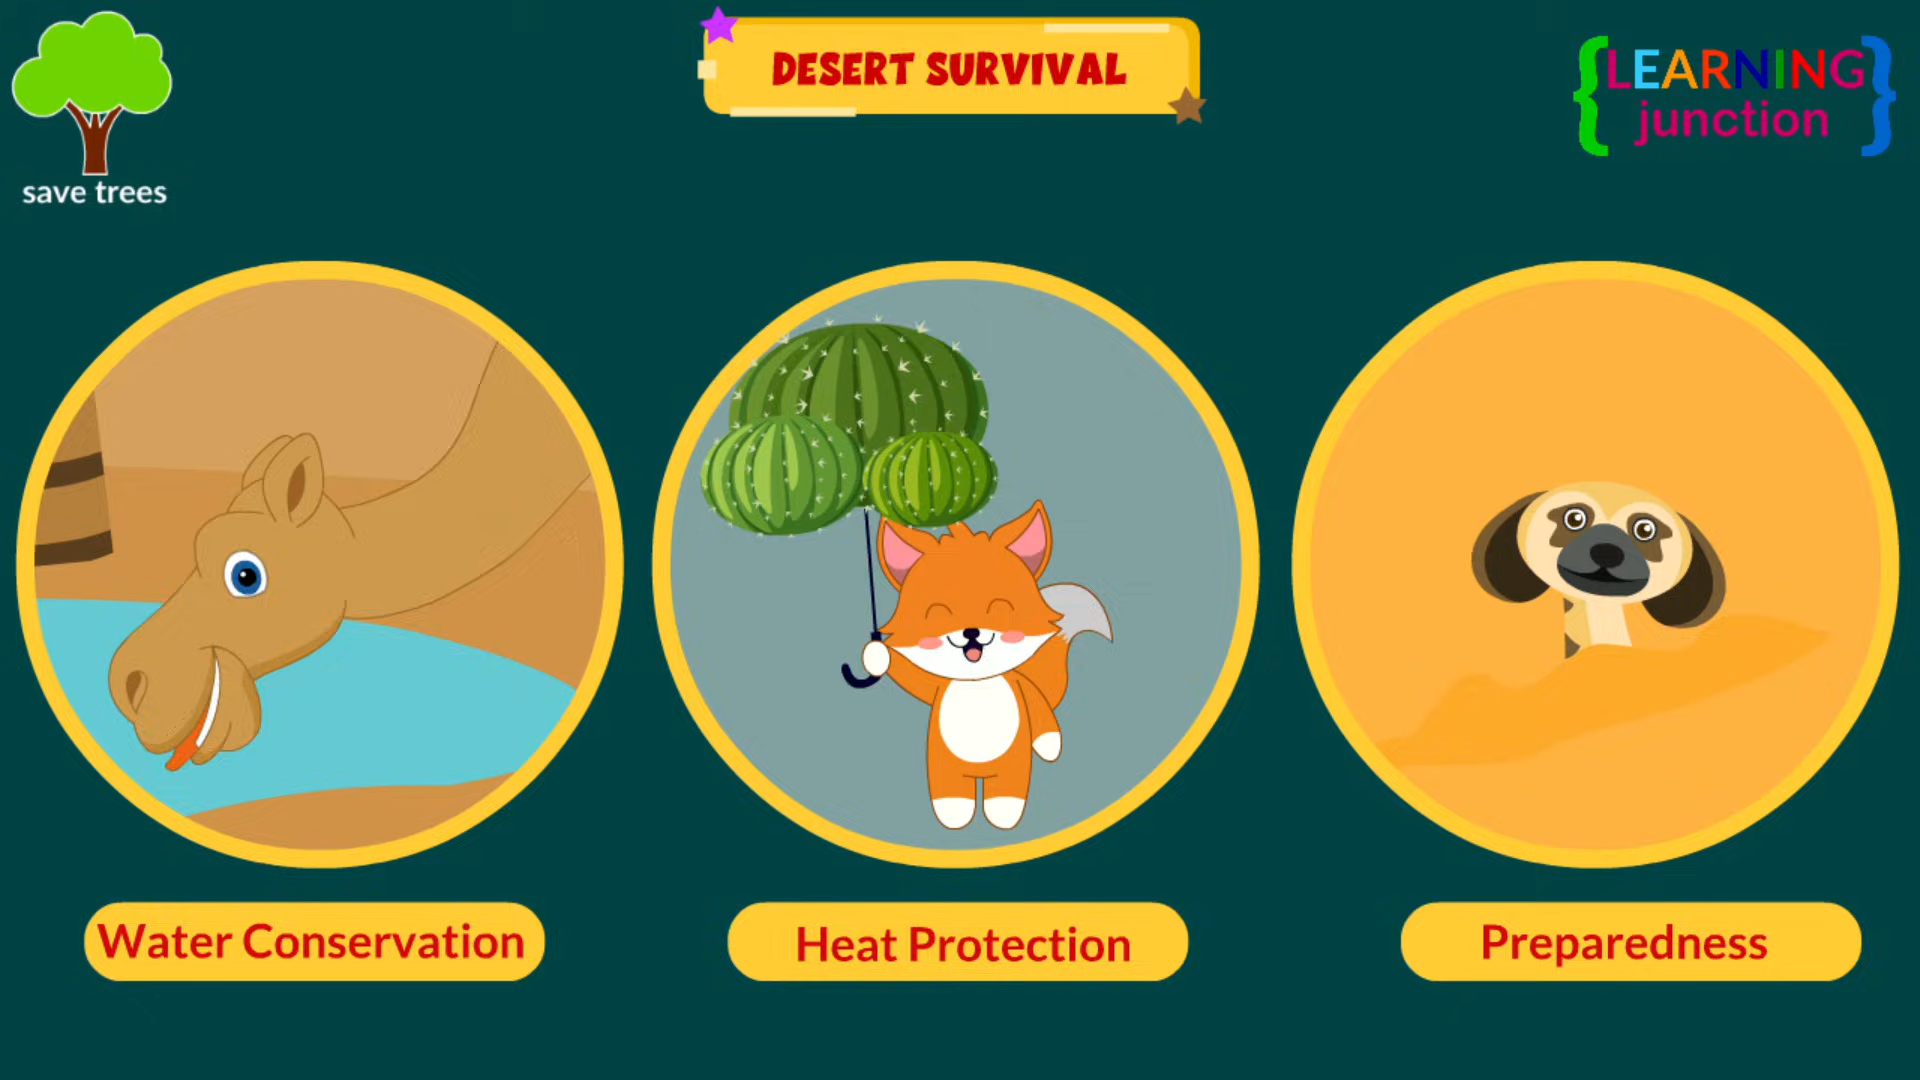 DESERT SURVIVAL
LEARNING
junction
save trees
Water Conservation
Heat Protection
Preparedness